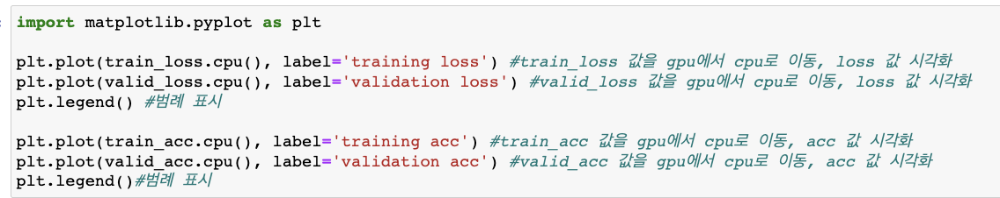 import matplotlib.pyplot as plt
plt.plot(train_loss.cpu(), label='training loss') #train_loss 값을 gpu에서 cpu로 이동, loss 값 시각화
plt.plot(valid_loss.cpu(), label='validation loss') #valid_loss 값을 gpu에서 cpu로 이동, loss 값 시각화
plt.legend() #범례 표시
plt.plot(train_acc.cpu(), label='training acc') #train_acc 값을 gpu에서 cpu로 이동, acc 값 시각화
plt.plot(valid_acc.cpu(), label='validation acc') #valid_acc 값을 gpu에서 cpu로 이동, acc 값 시각화
plt.legend()#범례 표시